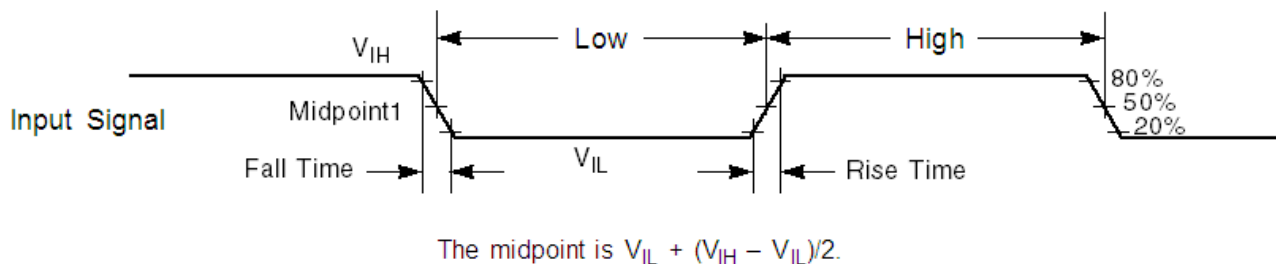 Low
High
V_IH
80%
Input Signal
Midpoint1
50%
20%
Fall Time
V_IL
Rise Time
The midpoint is V_IL + (V_IH – V_IL)/2.